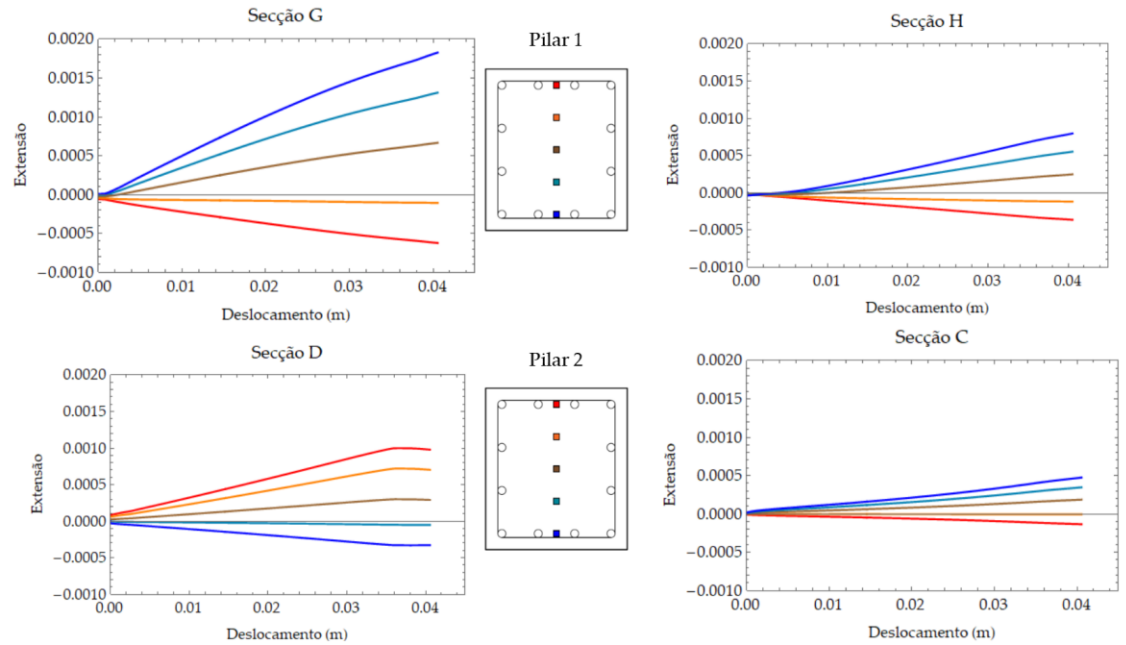 Secção G
Extensão
0.0020
0.0015
0.0010
0.0005
0.0000
−0.0005
−0.0010
0.00 0.01 0.02 0.03 0.04
Deslocamento (m)
Pilar 1
Secção H
Extensão
0.0020
0.0015
0.0010
0.0005
0.0000
−0.0005
−0.0010
0.00 0.01 0.02 0.03 0.04
Deslocamento (m)
Secção D
Extensão
0.0020
0.0015
0.0010
0.0005
0.0000
−0.0005
−0.0010
0.00 0.01 0.02 0.03 0.04
Deslocamento (m)
Pilar 2
Secção C
Extensão
0.0020
0.0015
0.0010
0.0005
0.0000
−0.0005
−0.0010
0.00 0.01 0.02 0.03 0.04
Deslocamento (m)